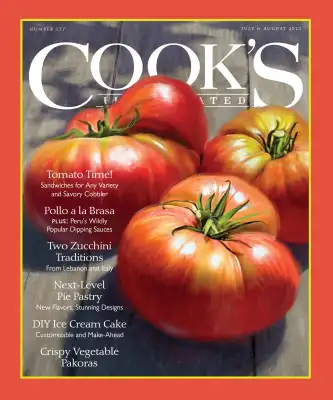 NUMBER 177
JULY & AUGUST 2022
COOK'S
ILLUSTRATED
Tomato Time!
Sandwiches for Any Variety
and Savory Cobbler
Pollo a la Brasa
PLUS: Peru's Wildly
Popular Dipping Sauces
Two Zucchini
Traditions
From Lebanon and Italy
Next-Level
Pie Pastry
New Flavors, Stunning Designs
DIY Ice Cream Cake
Customizable and Make-Ahead
Crispy Vegetable
Pakoras